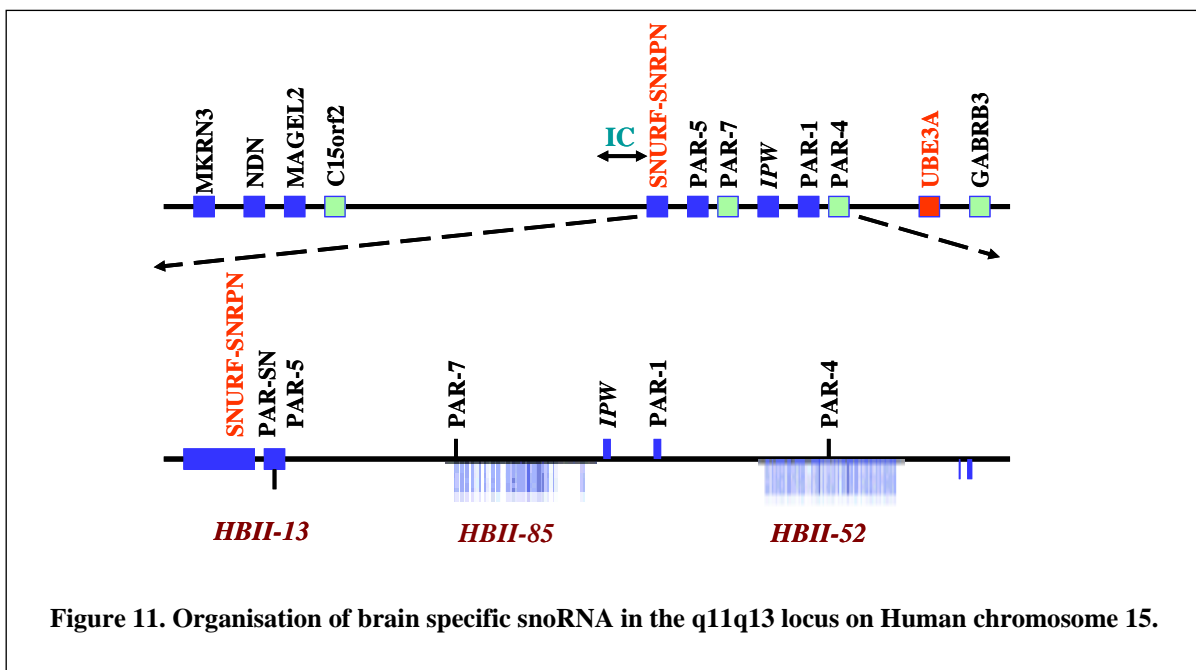 MKRN3
NDN
MAGEL2
C15orf2
IC
SNURF-SNRPN
PAR-5
PAR-7
IPW
PAR-1
PAR-4
UBE3A
GABRB3
SNURF-SNRPN
PAR-SN
PAR-5
PAR-7
IPW
PAR-1
PAR-4
HBII-13
HBII-85
HBII-52
Figure 11. Organisation of brain specific snoRNA in the q11q13 locus on Human chromosome 15.